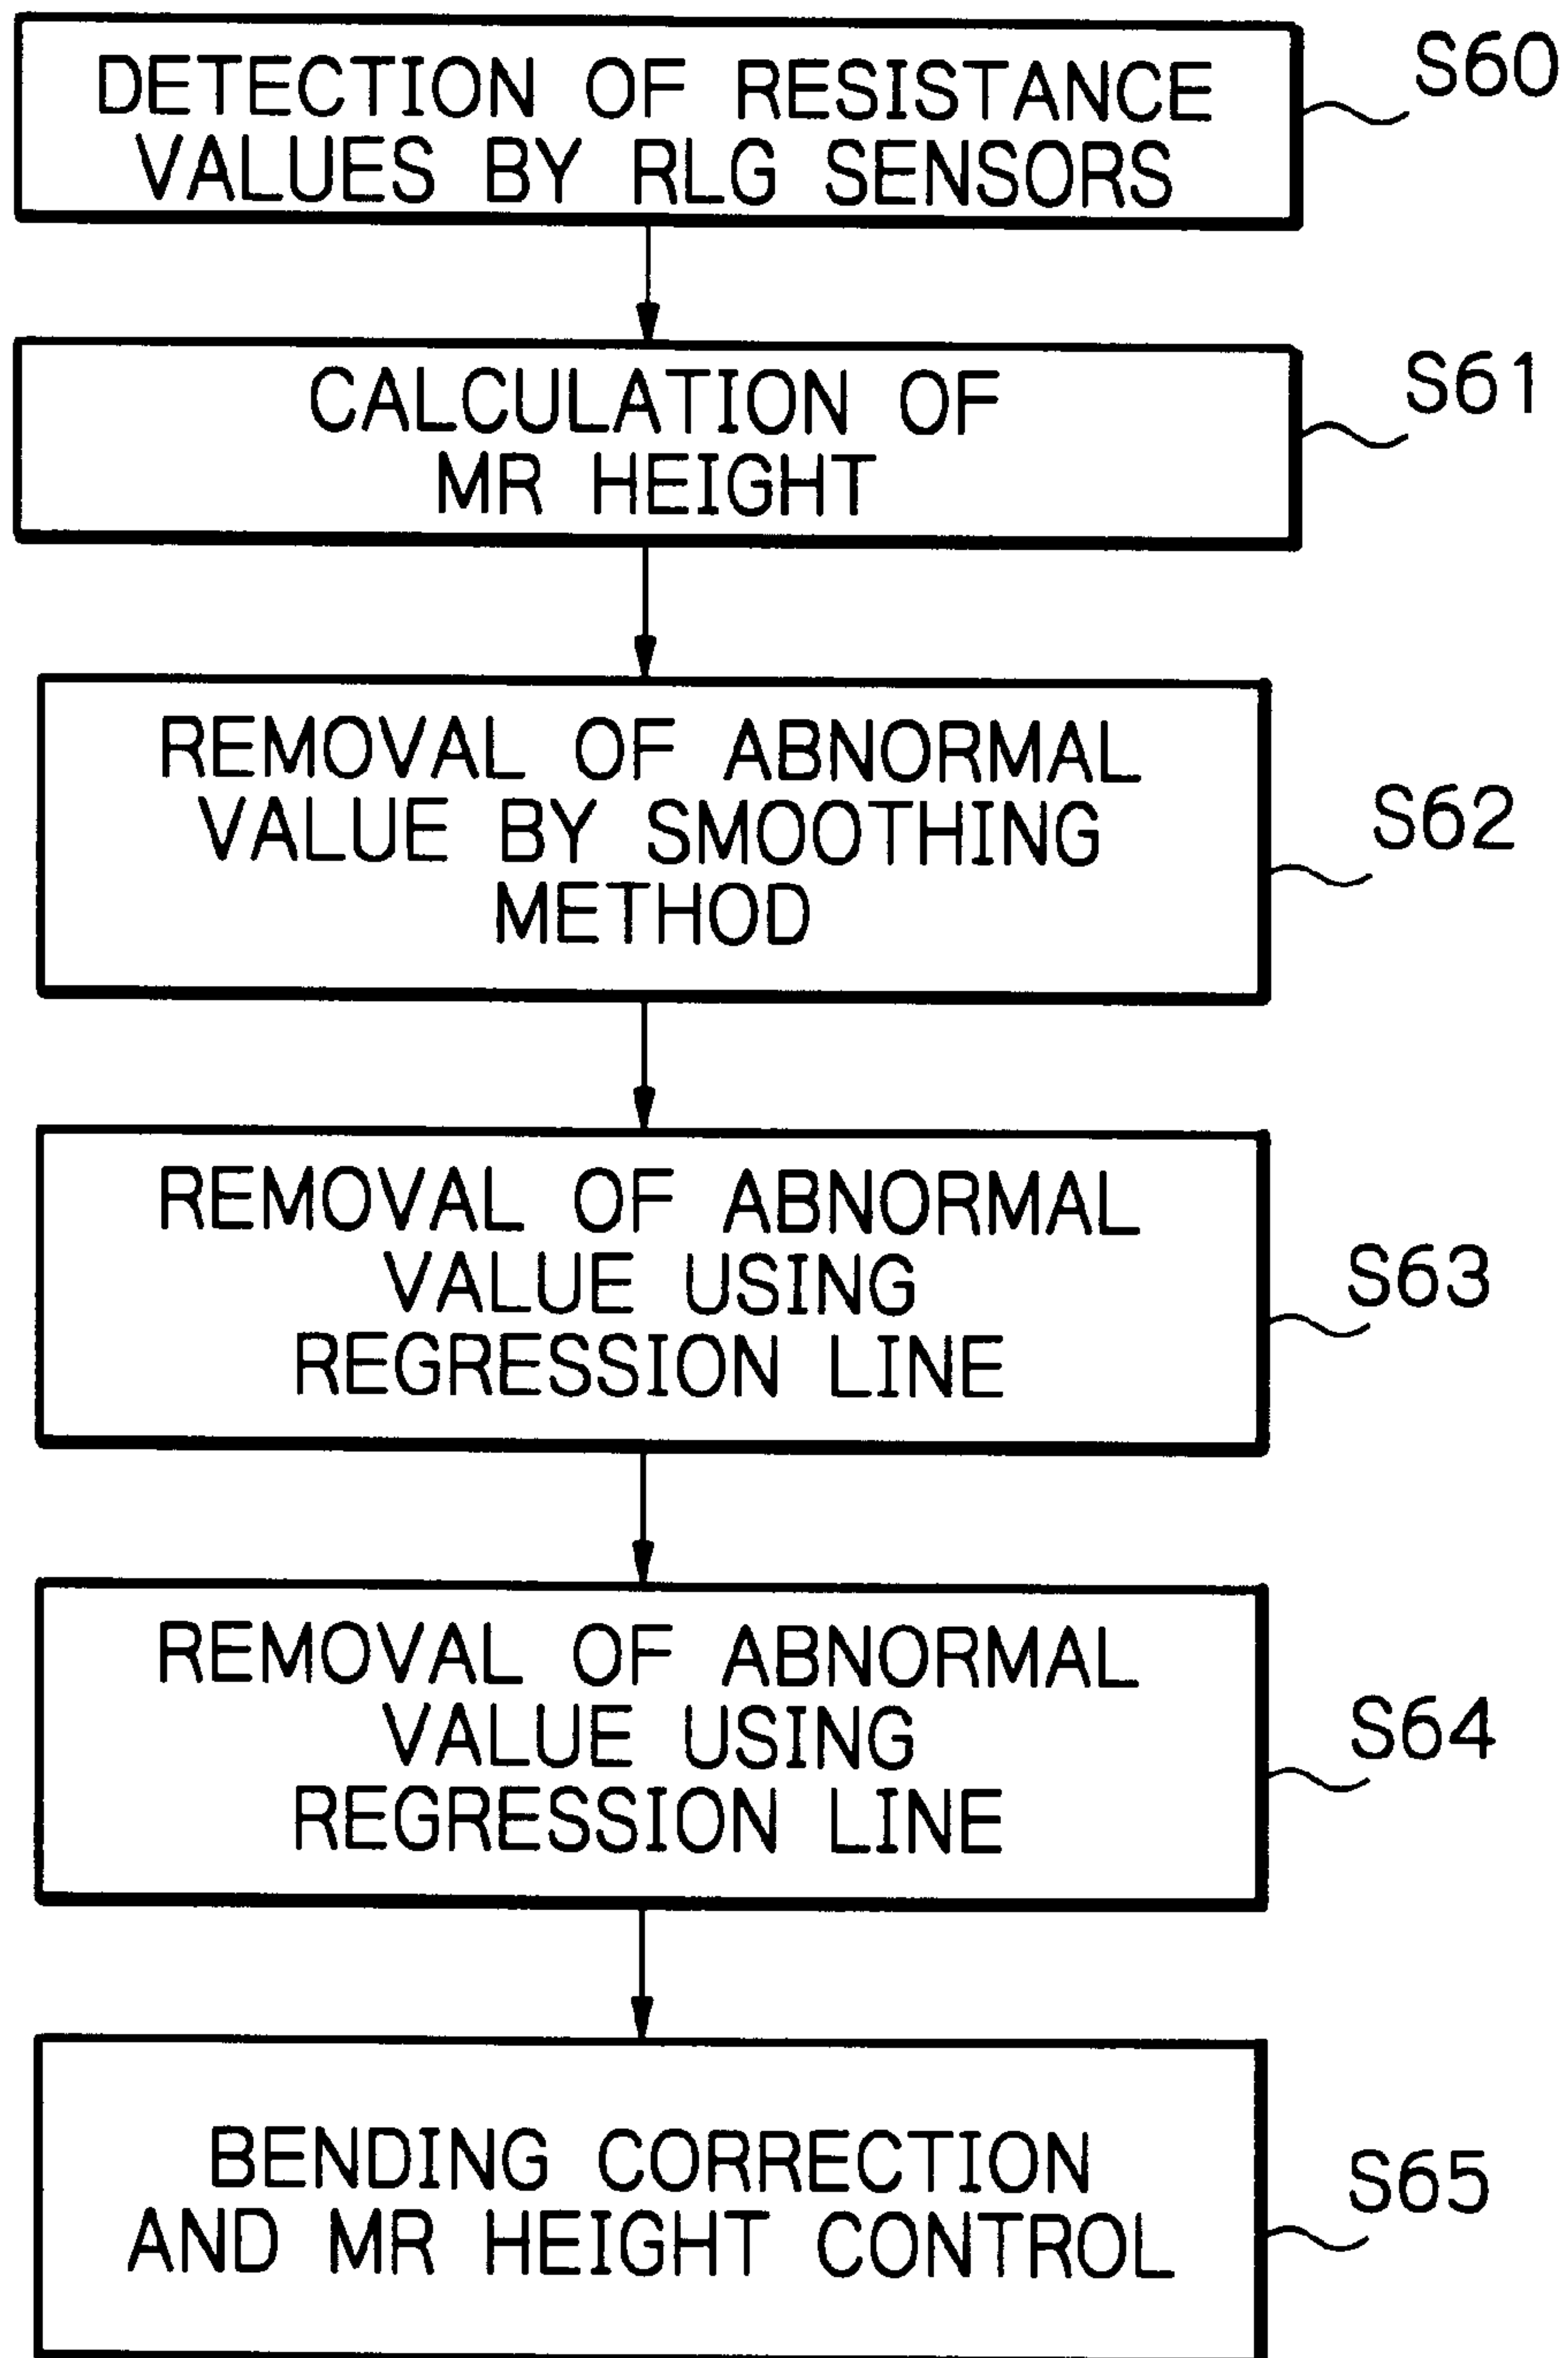 DETECTION OF RESISTANCE
VALUES BY RLG SENSORS
S60
CALCULATION OF
MR HEIGHT
S61
REMOVAL OF ABNORMAL
VALUE BY SMOOTHING
METHOD
S62
REMOVAL OF ABNORMAL
VALUE USING
REGRESSION LINE
S63
REMOVAL OF ABNORMAL
VALUE USING
REGRESSION LINE
S64
BENDING CORRECTION
AND MR HEIGHT CONTROL
S65